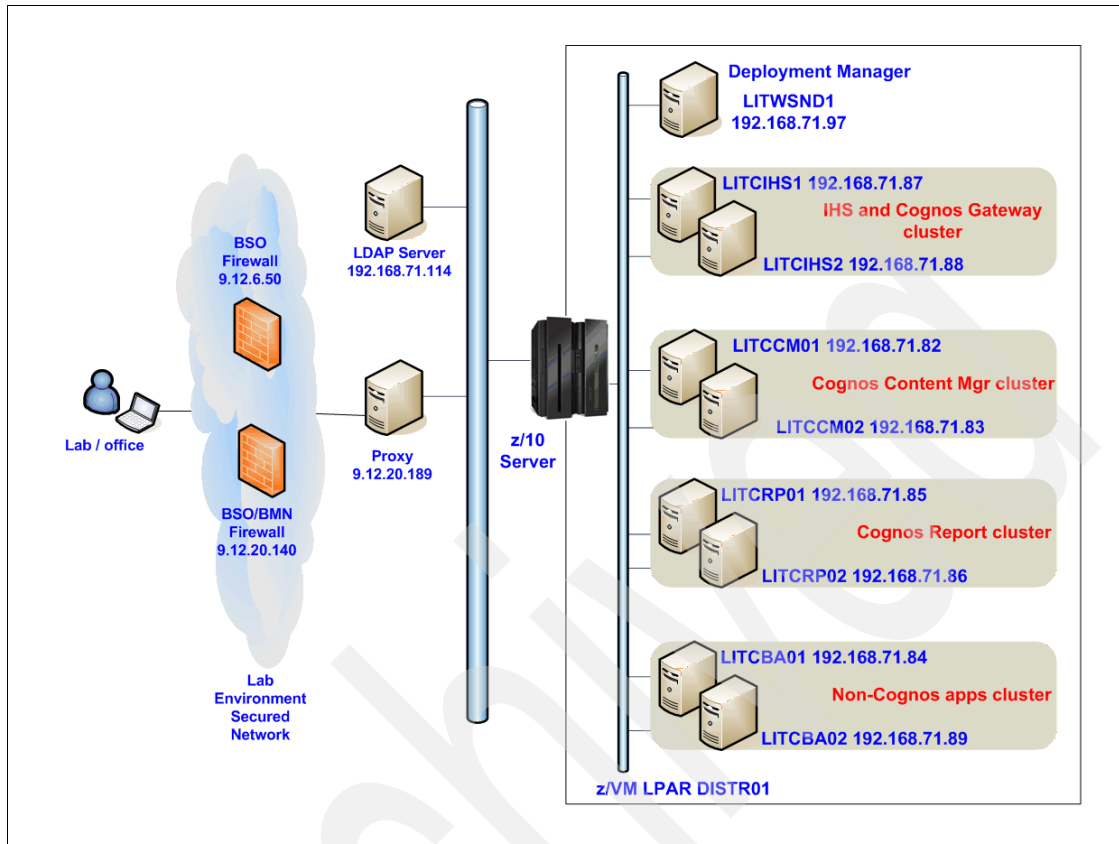 Lab / office
BSO
Firewall
9.12.6.50
BSO/BMN
Firewall
9.12.20.140
Lab
Environment
Secured
Network
LDAP Server
192.168.71.114
Proxy
9.12.20.189
z/10
Server
Deployment Manager
LITWSND1
192.168.71.97
LITCIHS1 192.168.71.87
IHS and Cognos Gateway
cluster
LITCIHS2 192.168.71.88
LITCCM01 192.168.71.82
Cognos Content Mgr cluster
LITCCM02 192.168.71.83
LITCRP01 192.168.71.85
Cognos Report cluster
LITCRP02 192.168.71.86
LITCBA01 192.168.71.84
Non-Cognos apps cluster
LITCBA02 192.168.71.89
z/VM LPAR DISTR01